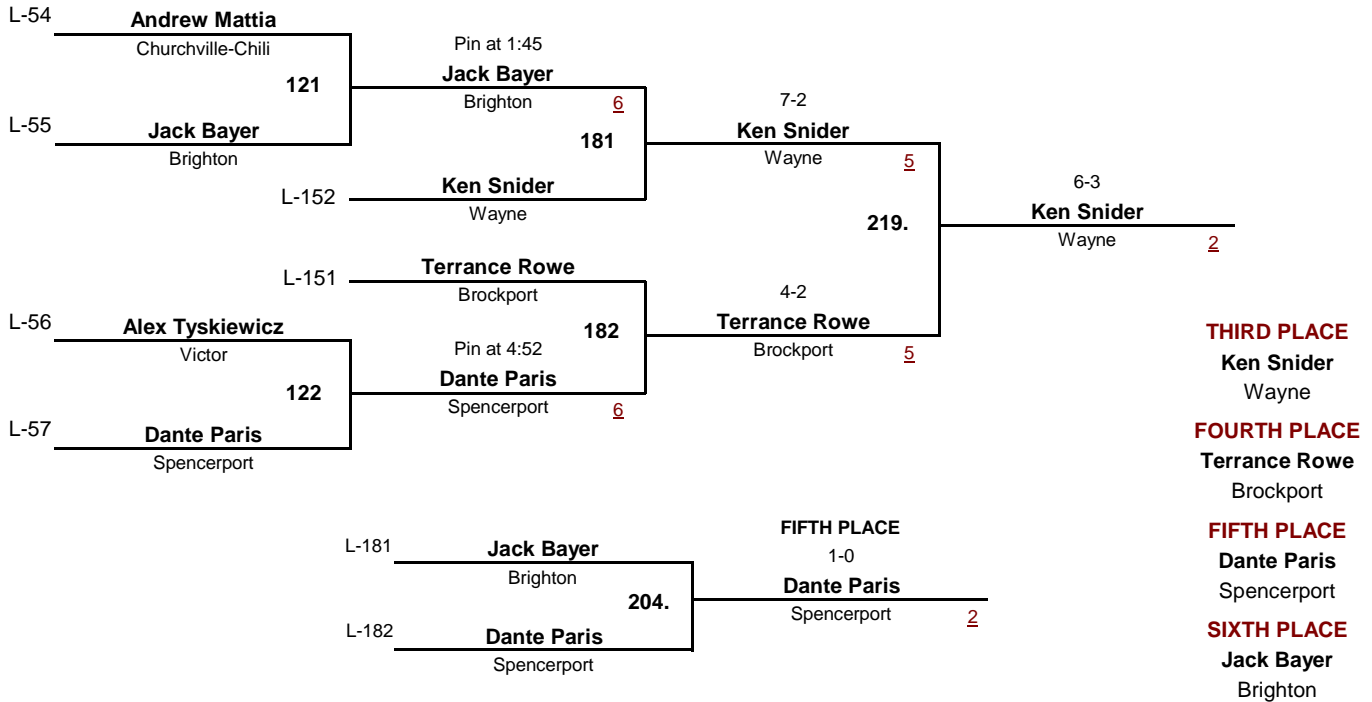 L-54
Andrew Mattia
Churchville-Chili
121
L-55
Jack Bayer
Brighton
Pin at 1:45
Jack Bayer
Brighton
6
181
L-152
Ken Snider
Wayne
7-2
Ken Snider
Wayne
5
219.
6-3
Ken Snider
Wayne
2
L-151
Terrance Rowe
Brockport
182
4-2
Terrance Rowe
Brockport
5
L-56
Alex Tyskiewicz
Victor
122
L-57
Dante Paris
Spencerport
Pin at 4:52
Dante Paris
Spencerport
6
THIRD PLACE
Ken Snider
Wayne
FOURTH PLACE
Terrance Rowe
Brockport
FIFTH PLACE
Dante Paris
Spencerport
SIXTH PLACE
Jack Bayer
Brighton
L-181
Jack Bayer
Brighton
204.
L-182
Dante Paris
Spencerport
FIFTH PLACE
1-0
Dante Paris
Spencerport
2